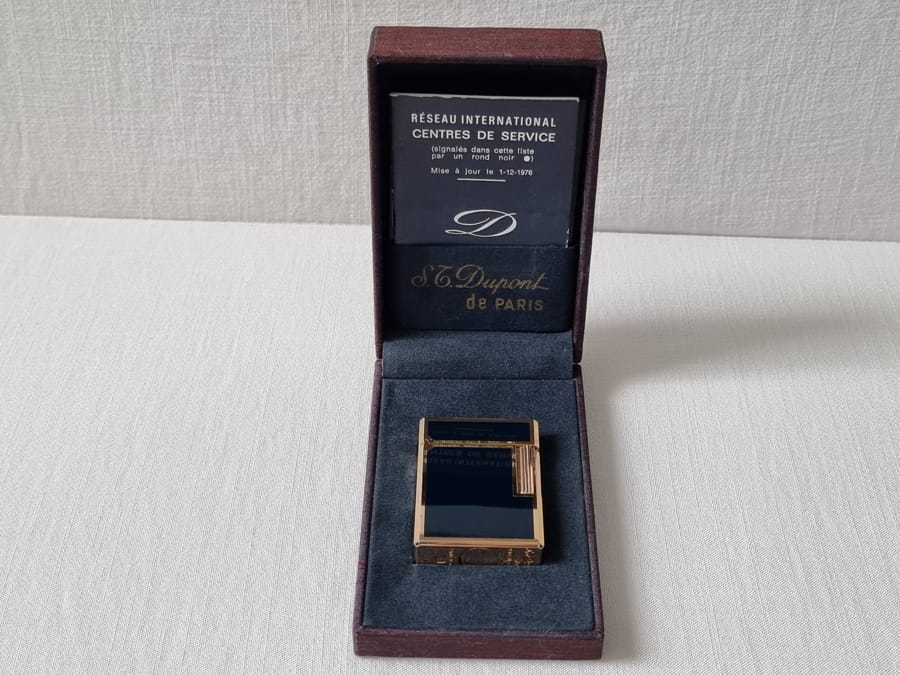 RÉSEAU INTERNATIONAL
CENTRES DE SERVICE
(signalés dans cette liste
par un rond noir ●)
Mise à jour le 1-12-1976
D
S.T. Dupont
de PARIS